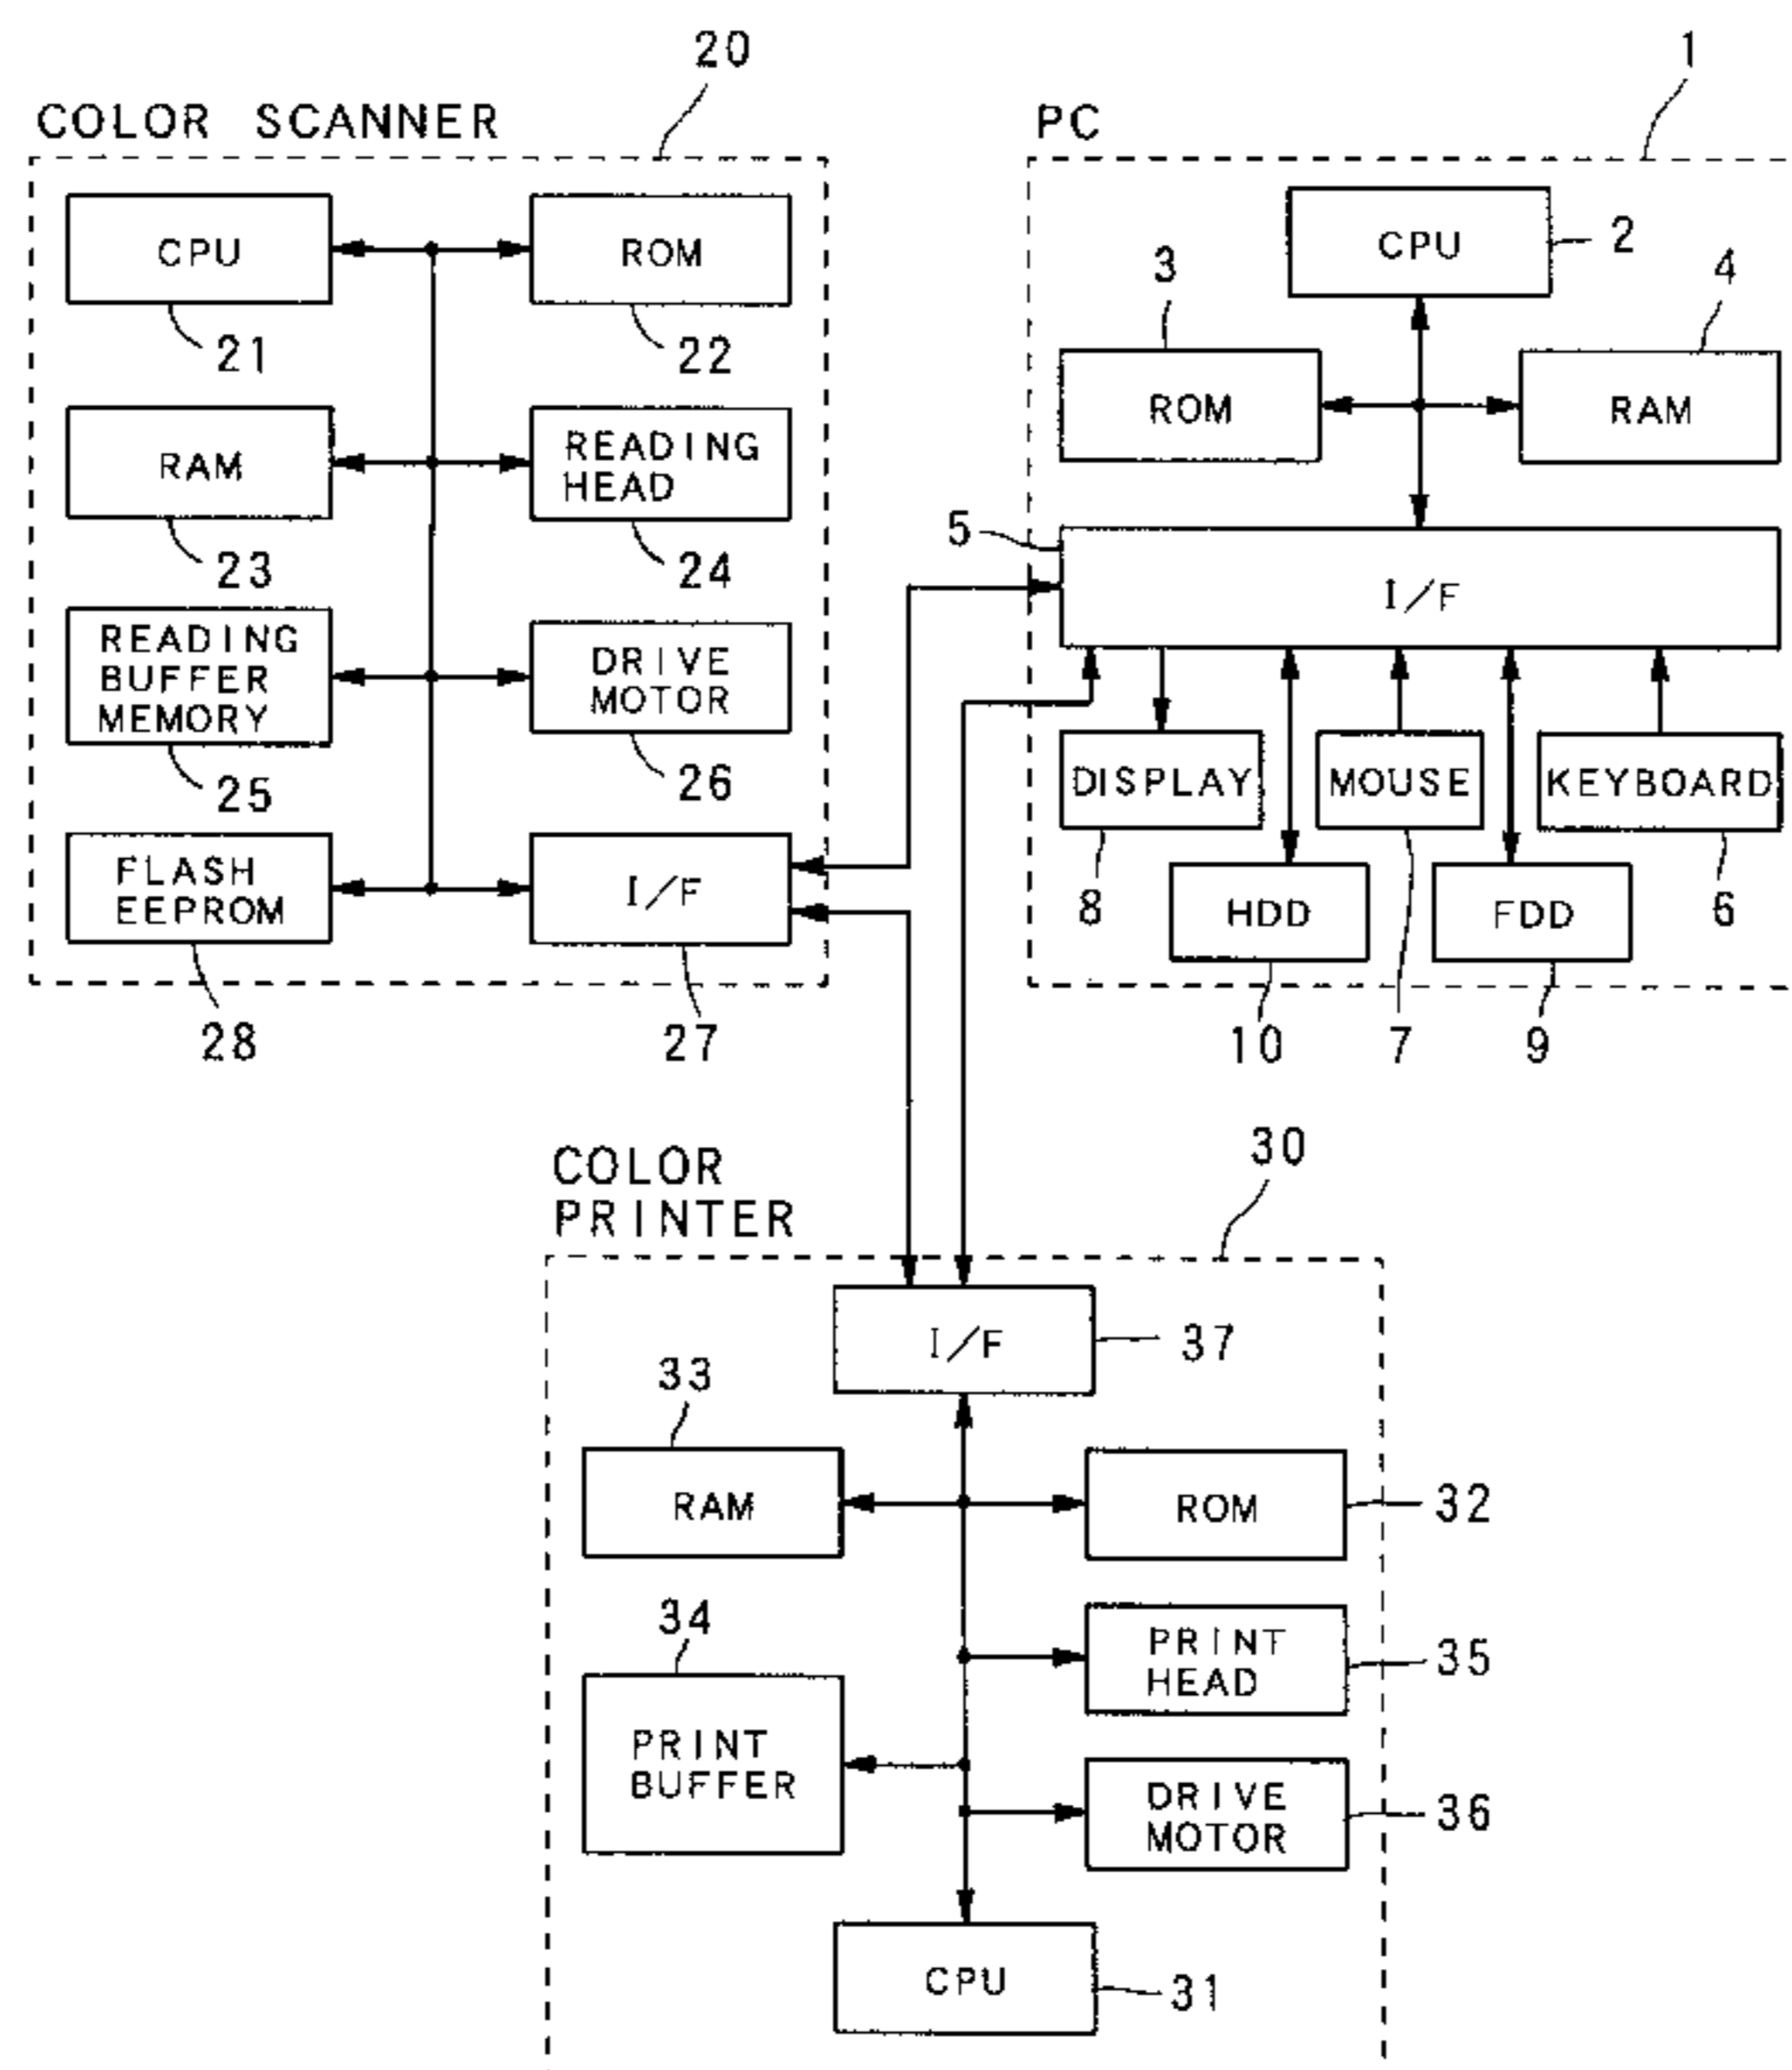 20
COLOR SCANNER
CPU
21
ROM
22
RAM
23
READING
HEAD
24
READING
BUFFER
MEMORY
25
DRIVE
MOTOR
26
FLASH
EEPROM
28
I/F
27
1
PC
CPU
2
3
ROM
4
RAM
5
I/F
DISPLAY
8
MOUSE
7
KEYBOARD
6
HDD
10
FDD
9
30
COLOR
PRINTER
I/F
37
33
RAM
ROM
32
34
PRINT
BUFFER
PRINT
HEAD
35
DRIVE
MOTOR
36
CPU
31